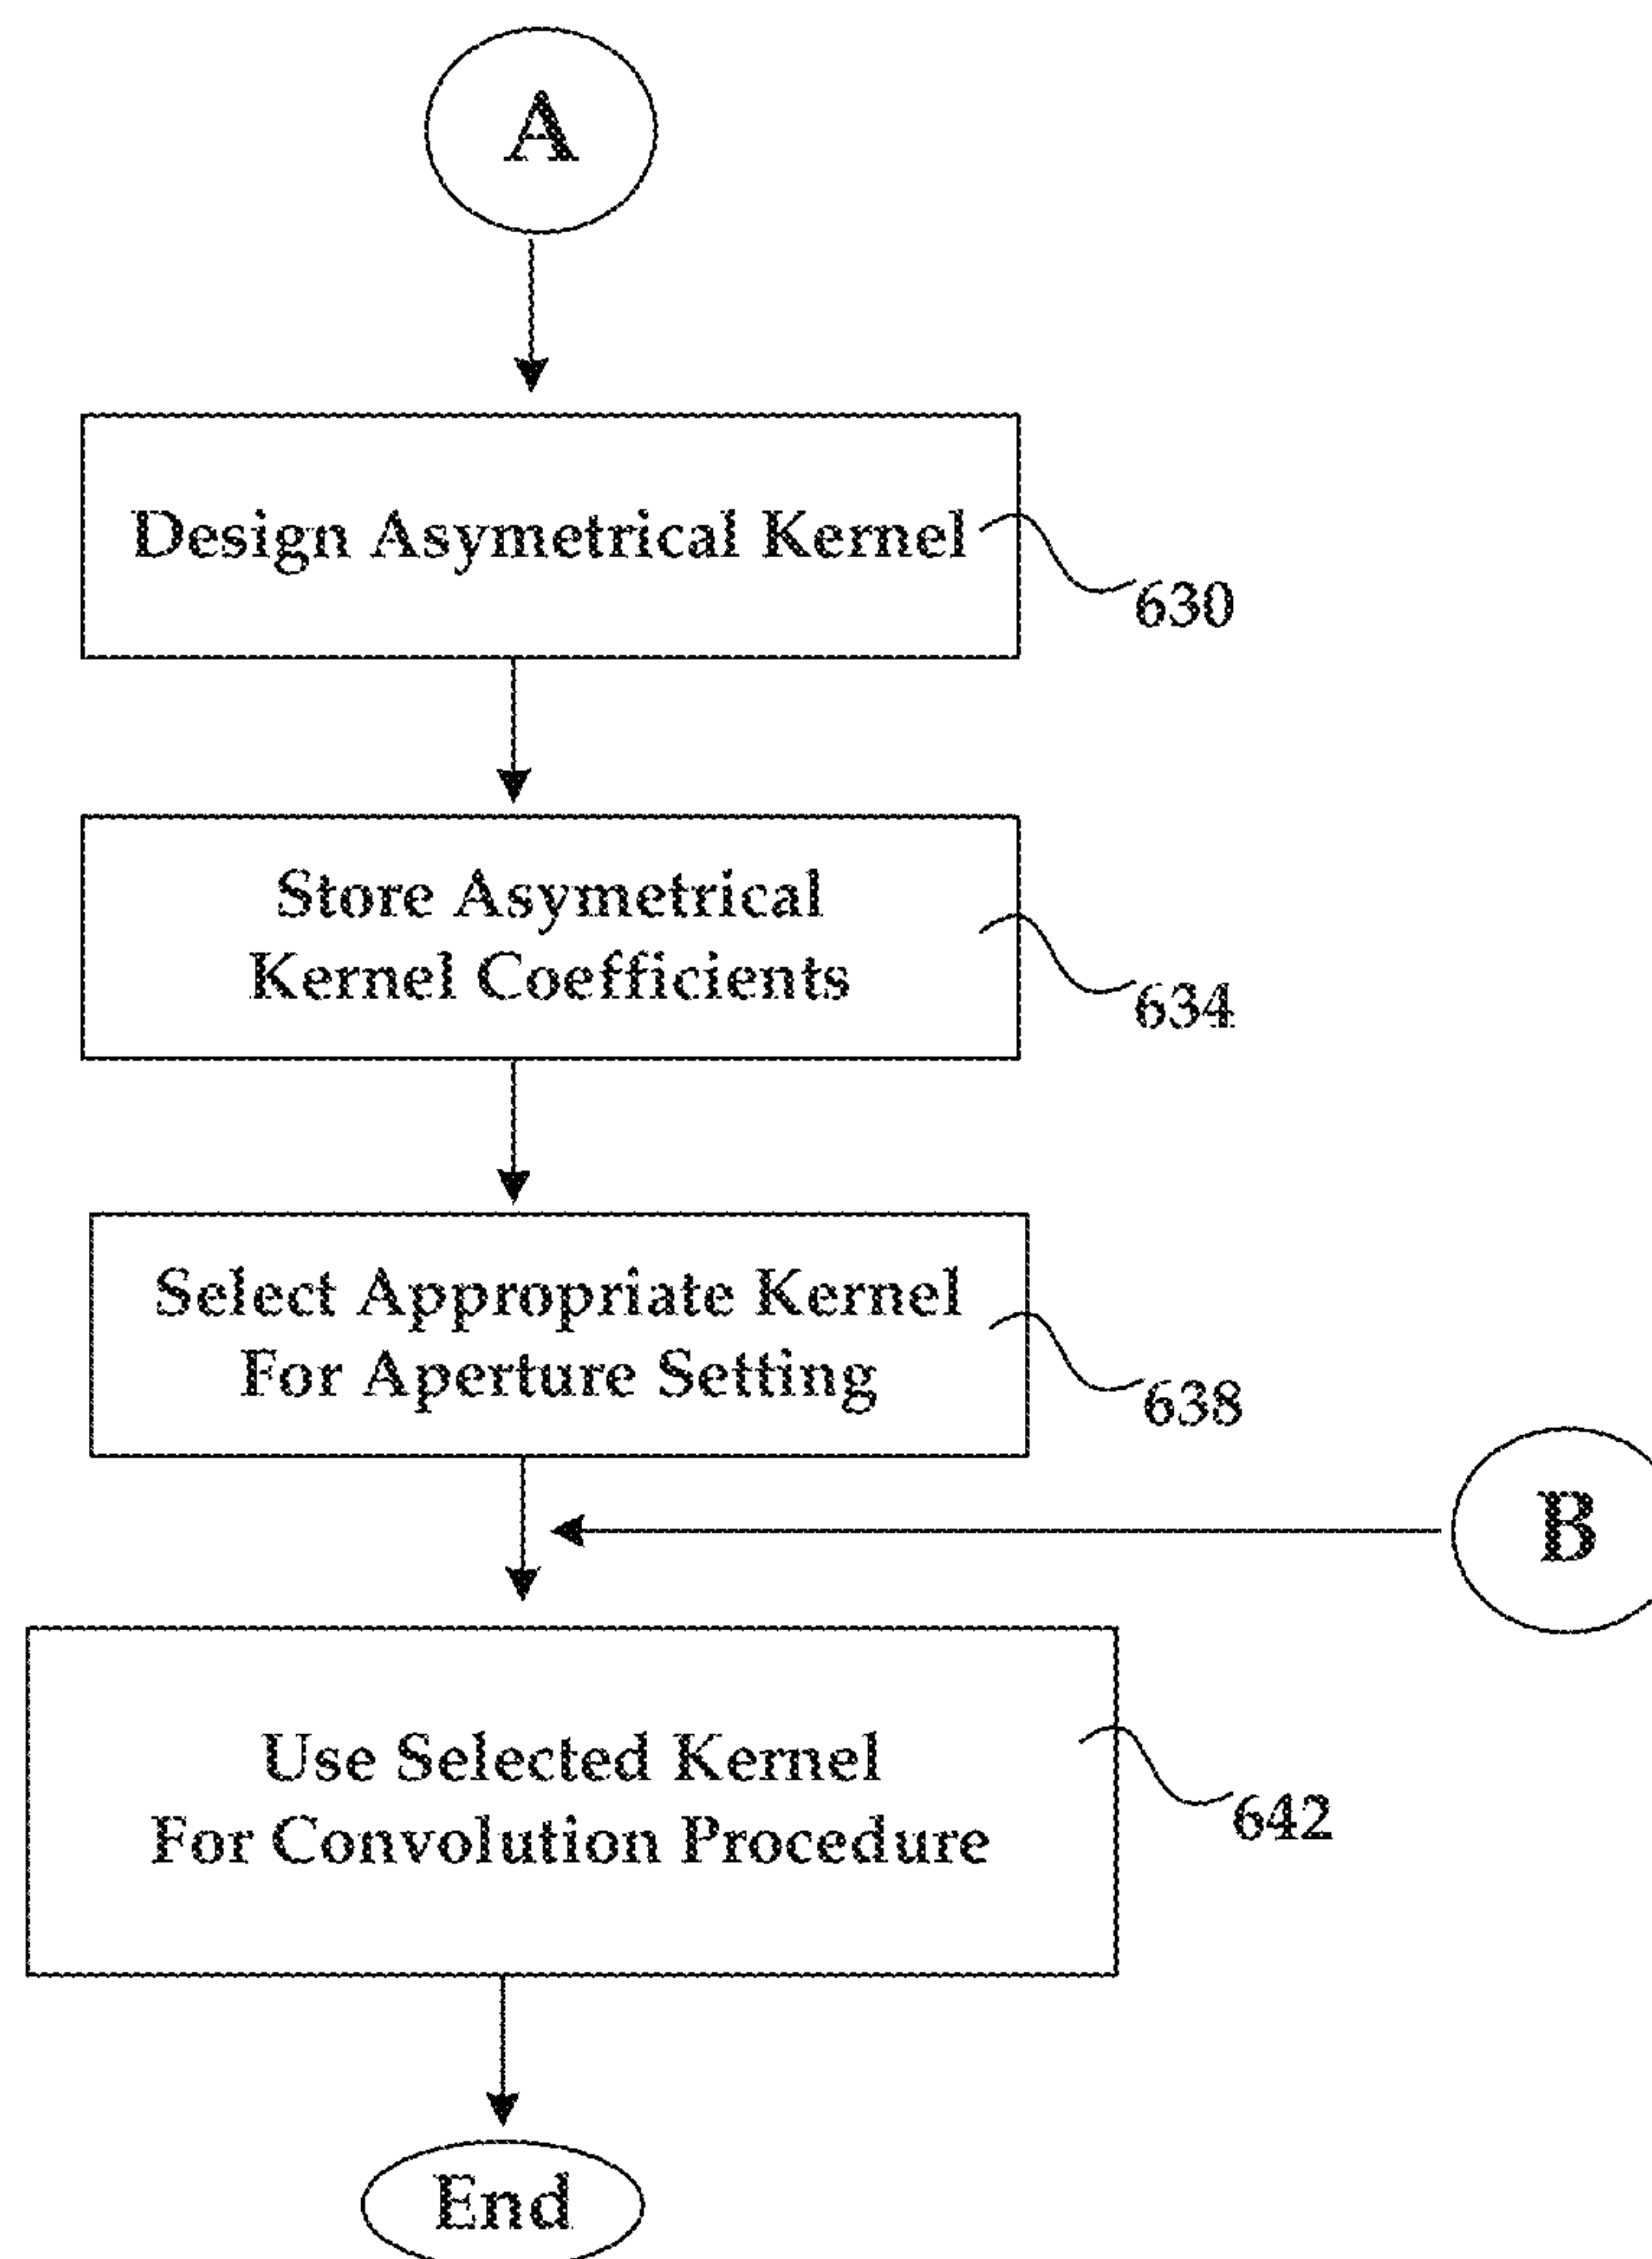 A
Design Asymetrical Kernel
630
Store Asymetrical
Kernel Coefficients
634
Select Appropriate Kernel
For Aperture Setting
638
B
Use Selected Kernel
For Convolution Procedure
642
End